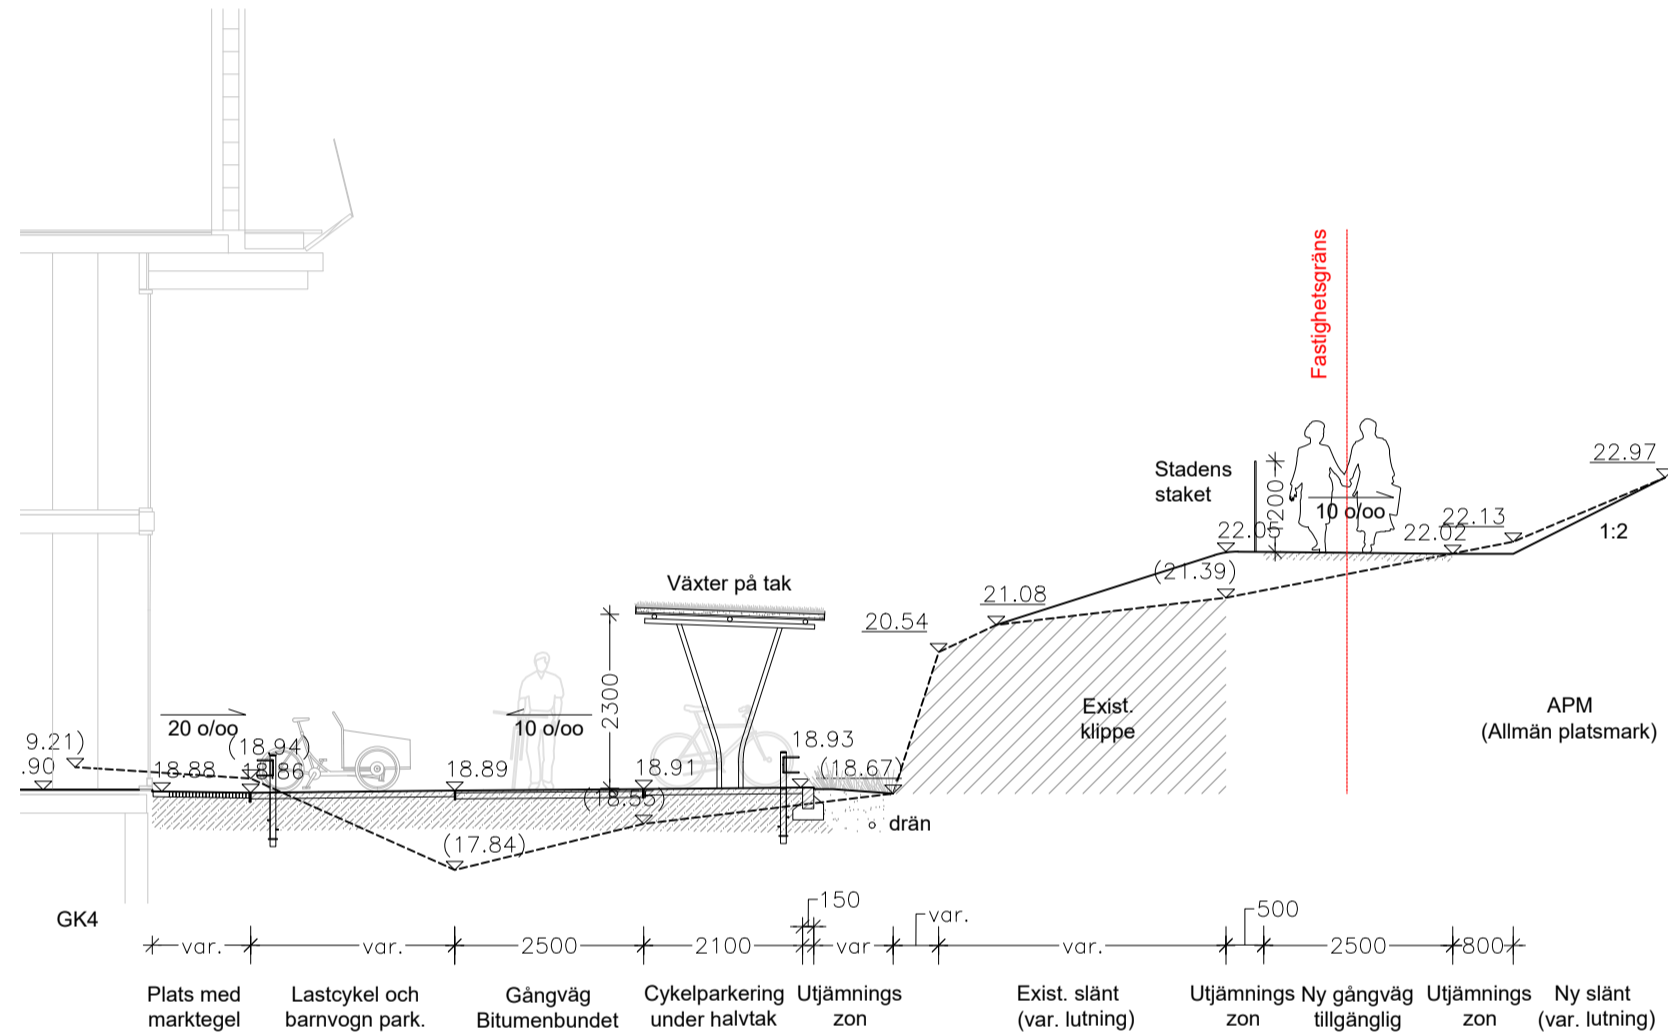 Fastighetsgräns
22.97
Stadens
staket
1200
10 o/oo
22.13
22.05
22.02
1:2
(21.39)
Växter på tak
21.08
20.54
2300
Exist.
klippe
APM
(Allmän platsmark)
20 o/oo
10 o/oo
9.21)
(18.94)
18.93
.90
18.88
18.86
18.89
18.91
(18.67)
(18.53)
drän
(17.84)
GK4
150
var.
500
var.
var.
2500
2100
var
var.
2500
800
Plats med
marktegel
Lastcykel och
barnvogn park.
Gångväg
Bitumenbundet
Cykelparkering
under halvtak
Utjämnings
zon
Exist. slänt
(var. lutning)
Utjämnings
zon
Ny gångväg
tillgänglig
Utjämnings
zon
Ny slänt
(var. lutning)